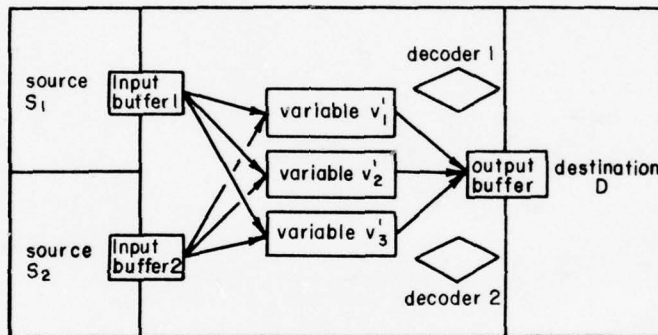 source
S1
Input
buffer1
source
S2
Input
buffer2
variable v'1
variable v'2
variable v'3
decoder 1
output
buffer
decoder 2
destination
D